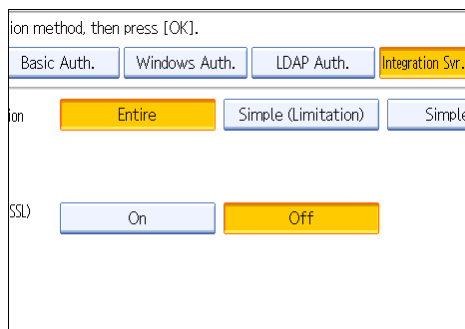 ion method, then press [OK].
Basic Auth. Windows Auth. LDAP Auth. Integration Svr.
ion Entire Simple (Limitation) Simple
SSL) On Off